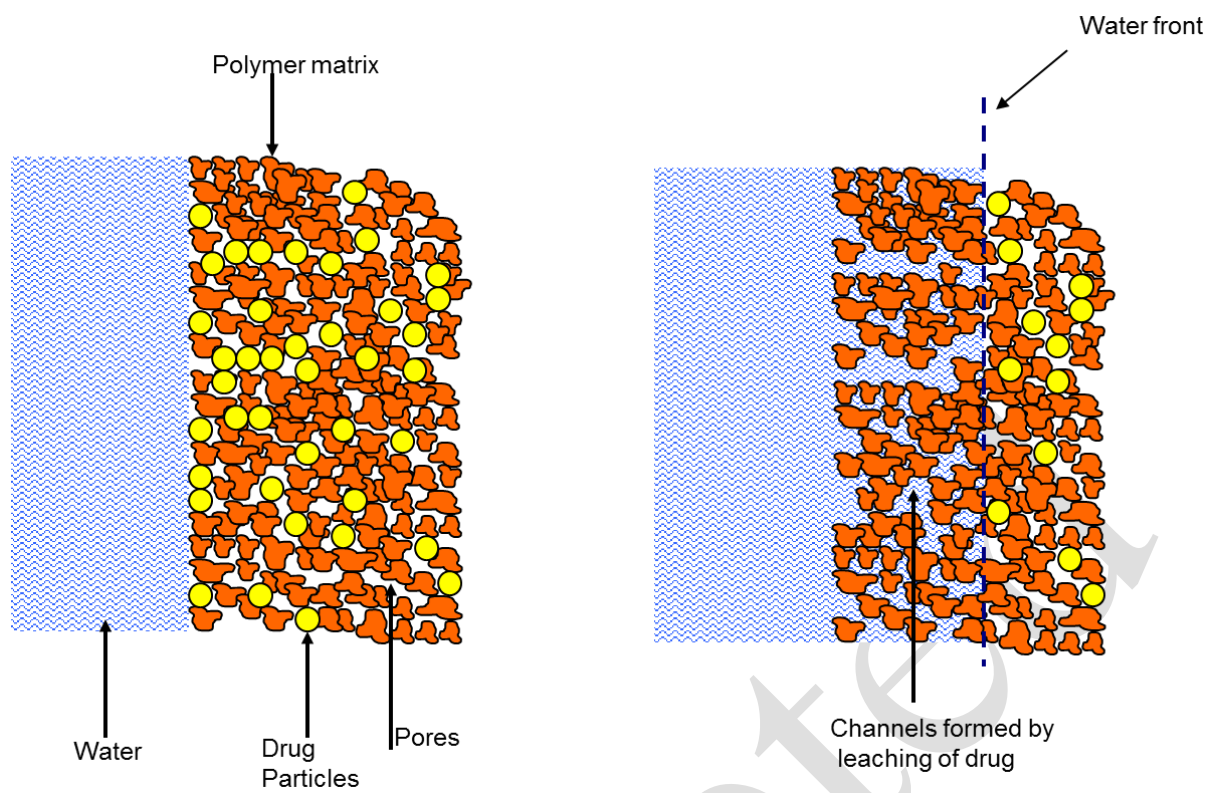 Water front
Polymer matrix
Water
Drug
Particles
Pores
Channels formed by
leaching of drug